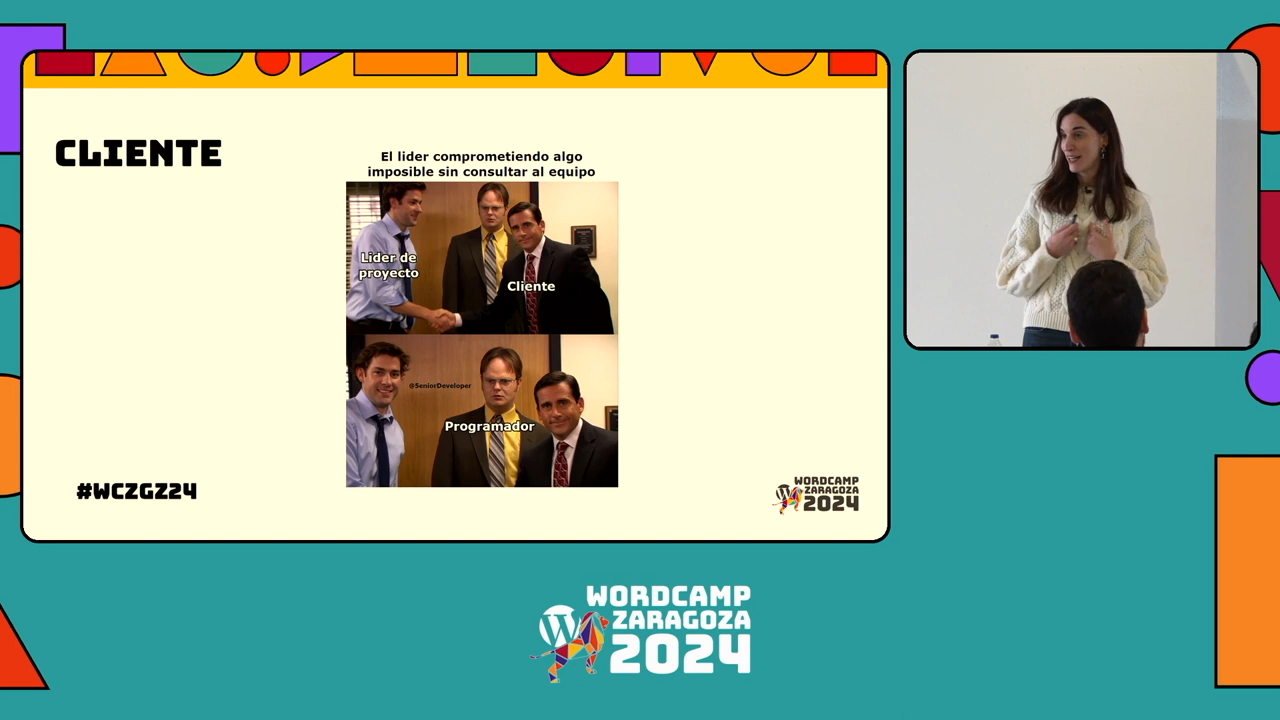 CLIENTE
El lider comprometiendo algo
imposible sin consultar al equipo
Lider de
proyecto
Cliente
@SeniorDeveloper
Programador
#WCZGZ24
WORDCAMP
ZARAGOZA
2024
WORDCAMP
ZARAGOZA
2024